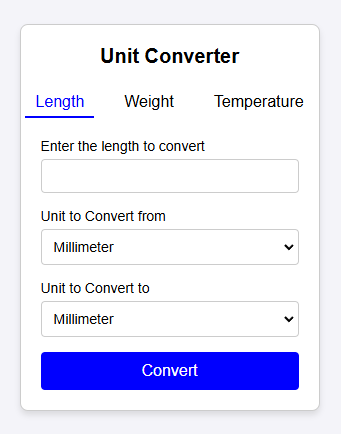 Unit Converter
Length Weight Temperature
Enter the length to convert
Unit to Convert from
Millimeter
Unit to Convert to
Millimeter
Convert